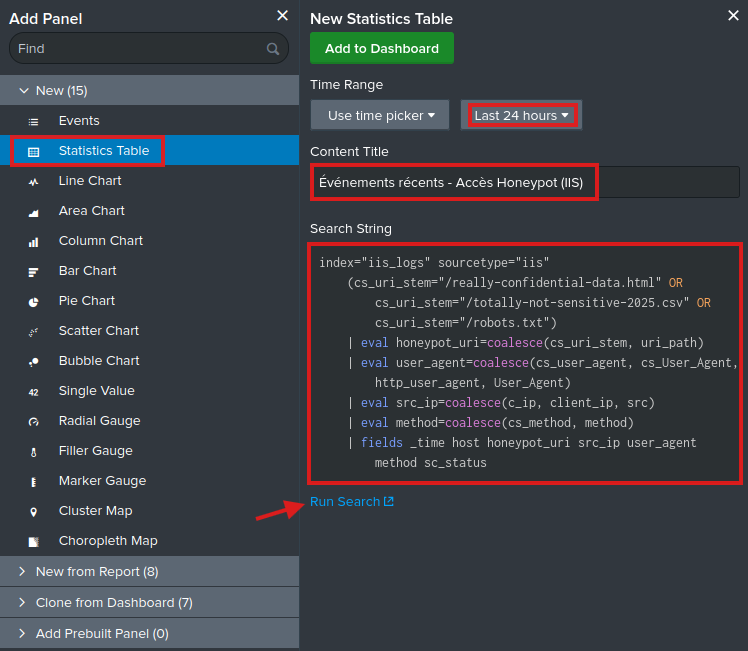 Add Panel
Find
New (15)
Events
Statistics Table
Line Chart
Area Chart
Column Chart
Bar Chart
Pie Chart
Scatter Chart
Bubble Chart
42 Single Value
Radial Gauge
Filler Gauge
Marker Gauge
Cluster Map
Choropleth Map
New from Report (8)
Clone from Dashboard (7)
Add Prebuilt Panel (0)
New Statistics Table
Add to Dashboard
Time Range
Use time picker
Last 24 hours
Content Title
Événements récents - Accès Honeypot (IIS)
Search String
index="iis_logs" sourcetype="iis"
(cs_uri_stem="/really-confidential-data.html" OR
cs_uri_stem="/totally-not-sensitive-2025.csv" OR
cs_uri_stem="/robots.txt")
| eval honeypot_uri=coalesce(cs_uri_stem, uri_path)
| eval user_agent=coalesce(cs_user_agent, cs_User_Agent,
http_user_agent, User_Agent)
| eval src_ip=coalesce(c_ip, client_ip, src)
| eval method=coalesce(cs_method, method)
| fields _time host honeypot_uri src_ip user_agent
method sc_status
Run Search